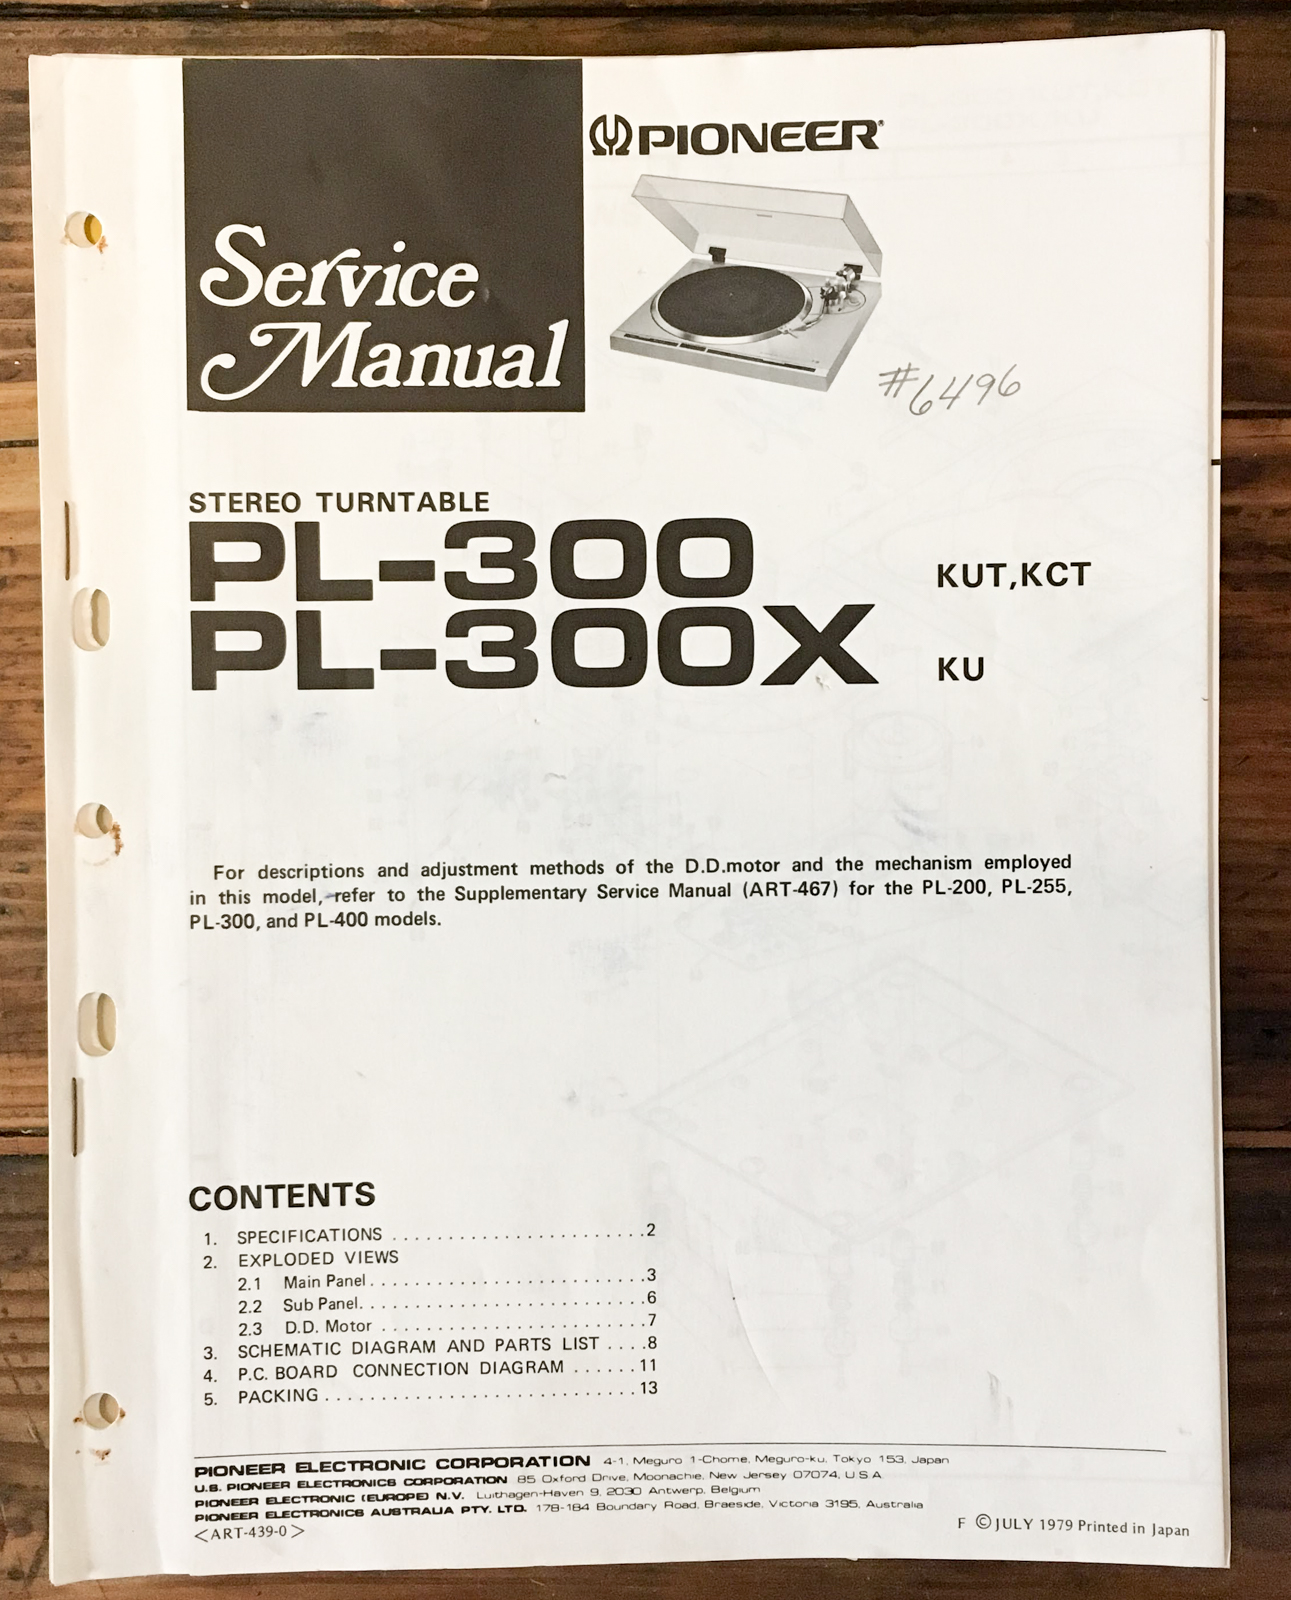 PIONEER®
Service
Manual
#6496
STEREO TURNTABLE
PL-300 KUT,KCT
PL-300X KU
For descriptions and adjustment methods of the D.D.motor and the mechanism employed
in this model, refer to the Supplementary Service Manual (ART-467) for the PL-200, PL-255,
PL-300, and PL-400 models.
CONTENTS
1. SPECIFICATIONS ........................2
2. EXPLODED VIEWS
2.1 Main Panel..........................3
2.2 Sub Panel...........................6
2.3 D.D. Motor .........................7
3. SCHEMATIC DIAGRAM AND PARTS LIST ....8
4. P.C. BOARD CONNECTION DIAGRAM ......11
5. PACKING............................13
PIONEER ELECTRONIC CORPORATION 4-1, Meguro 1-Chome, Meguro-ku, Tokyo 153, Japan
U.S. PIONEER ELECTRONICS CORPORATION 85 Oxford Drive, Moonachie, New Jersey 07074, U.S.A.
PIONEER ELECTRONIC (EUROPE) N.V. Luithagen-Haven 9, 2030 Antwerp, Belgium
PIONEER ELECTRONICS AUSTRALIA PTY. LTD. 178-184 Boundary Road, Braeside, Victoria 3195, Australia
<ART-439-0>
F ©JULY 1979 Printed in Japan